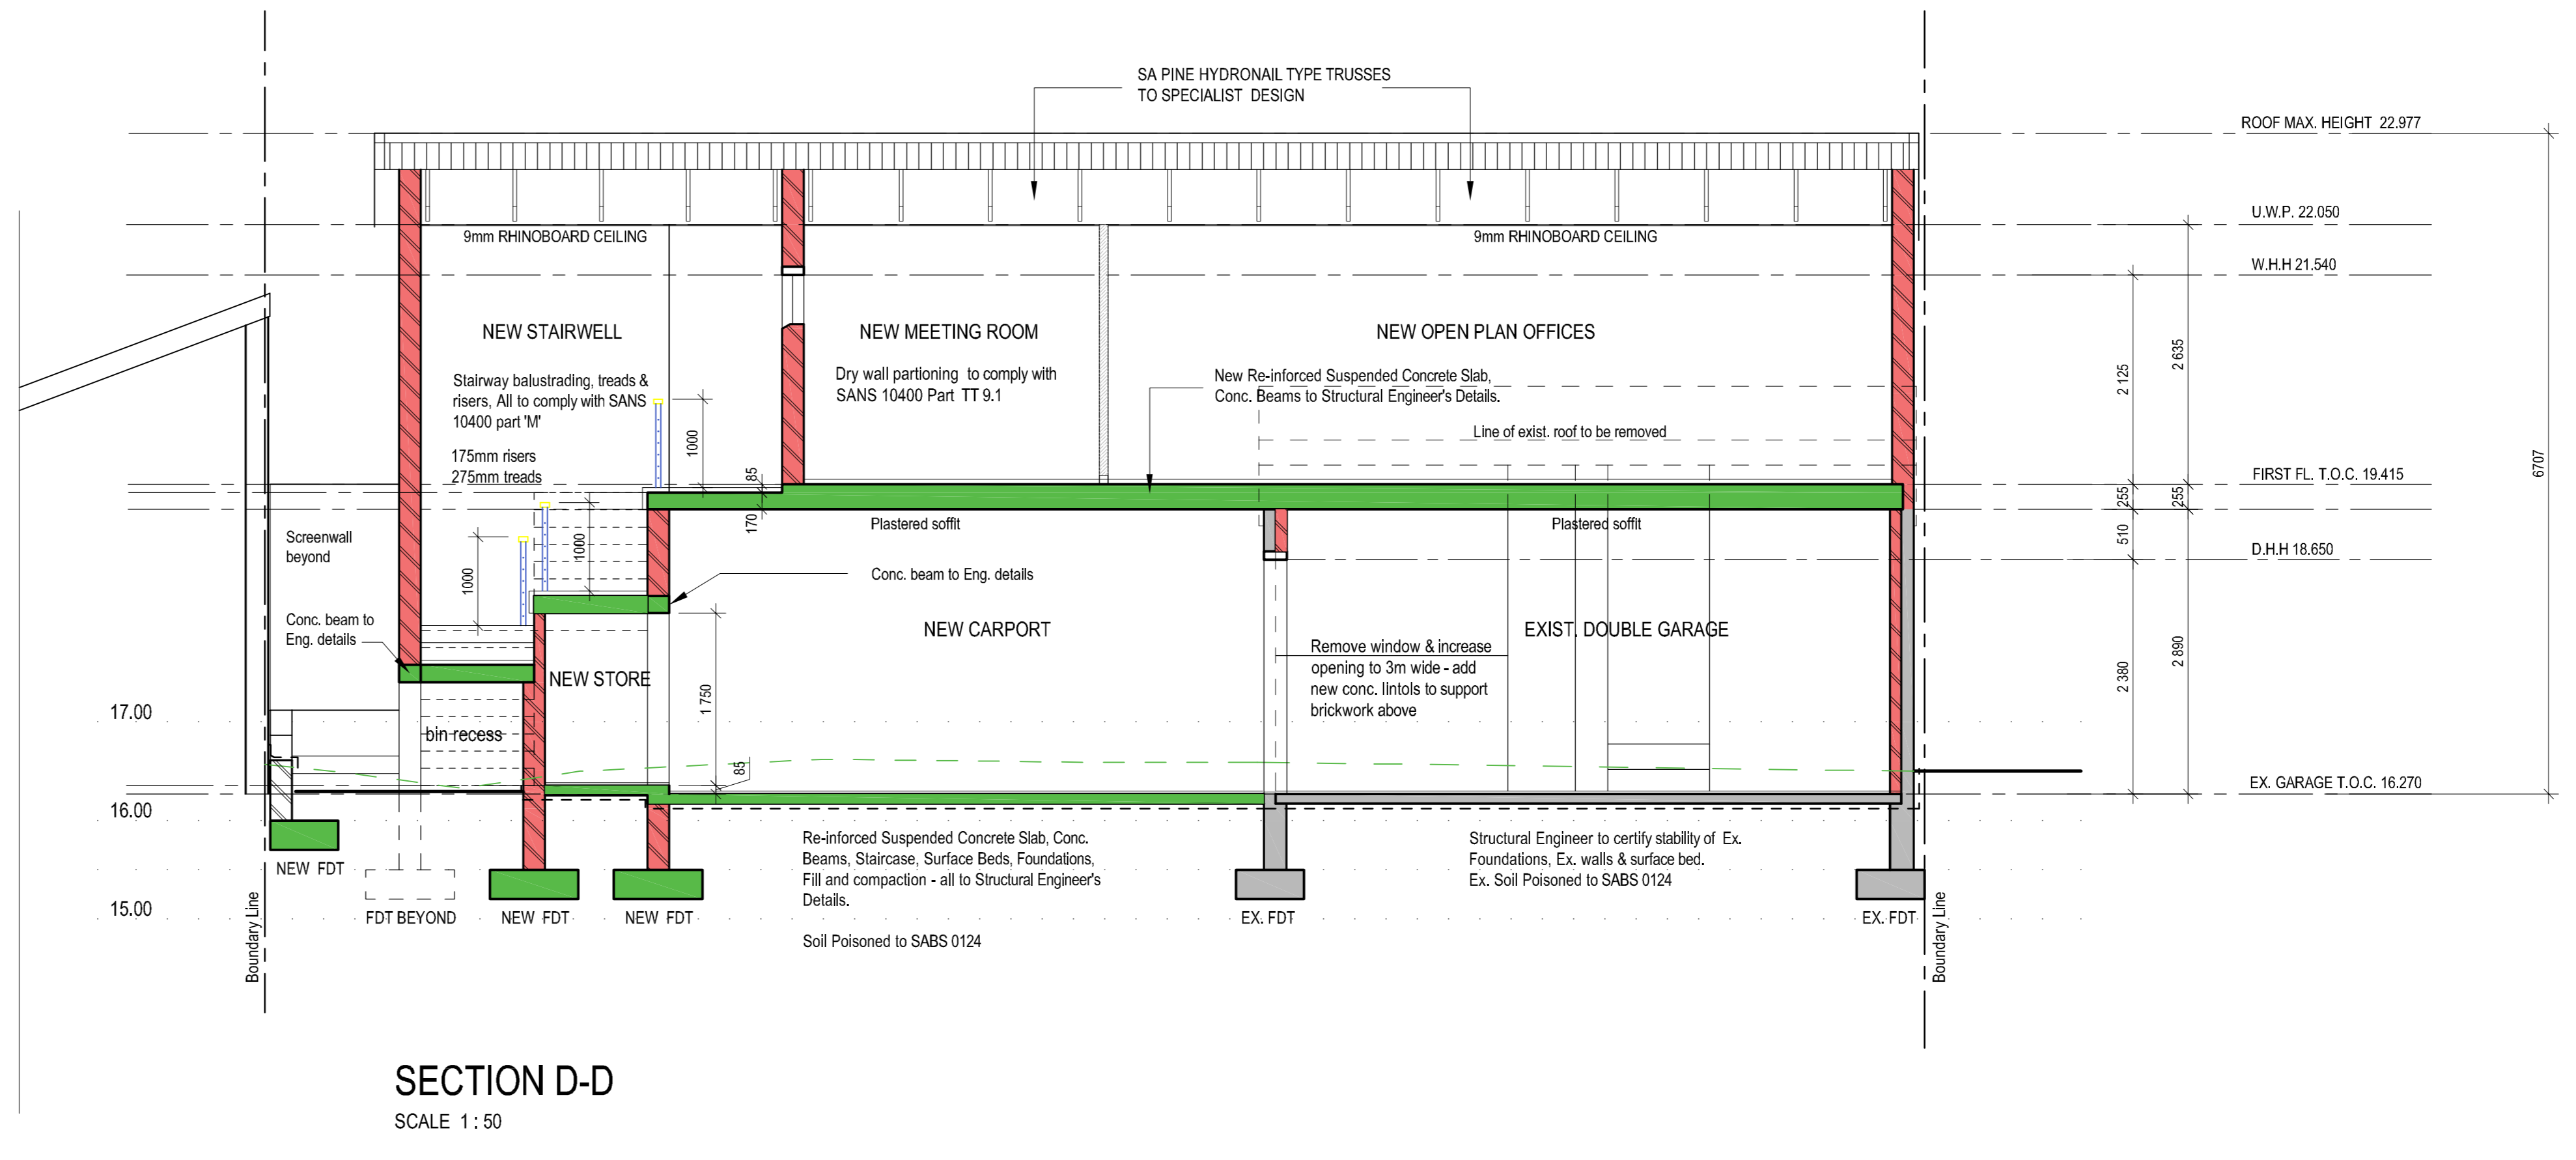 SA PINE HYDRONAIL TYPE TRUSSES
TO SPECIALIST DESIGN
ROOF MAX. HEIGHT 22.977
U.W.P. 22.050
9mm RHINOBOARD CEILING
9mm RHINOBOARD CEILING
W.H.H 21.540
NEW STAIRWELL
NEW MEETING ROOM
NEW OPEN PLAN OFFICES
Stairway balustrading, treads &
risers, All to comply with SANS
10400 part 'M'
175mm risers
275mm treads
Dry wall partioning to comply with
SANS 10400 Part TT 9.1
New Re-inforced Suspended Concrete Slab,
Conc. Beams to Structural Engineer's Details.
Line of exist. roof to be removed
1000
85
170
2 125
2 635
6707
FIRST FL. T.O.C. 19.415
255
255
Plastered soffit
Plastered soffit
510
D.H.H 18.650
Screenwall
beyond
1000
1000
Conc. beam to Eng. details
Conc. beam to
Eng. details
NEW CARPORT
EXIST. DOUBLE GARAGE
Remove window & increase
opening to 3m wide - add
new conc. lintols to support
brickwork above
NEW STORE
1 750
2 380
2 890
17.00
bin recess
85
EX. GARAGE T.O.C. 16.270
16.00
Re-inforced Suspended Concrete Slab, Conc.
Beams, Staircase, Surface Beds, Foundations,
Fill and compaction - all to Structural Engineer's
Details.
Soil Poisoned to SABS 0124
Structural Engineer to certify stability of Ex.
Foundations, Ex. walls & surface bed.
Ex. Soil Poisoned to SABS 0124
NEW FDT
15.00
FDT BEYOND
NEW FDT
NEW FDT
EX. FDT
EX. FDT
Boundary Line
Boundary Line
SECTION D-D
SCALE 1 : 50